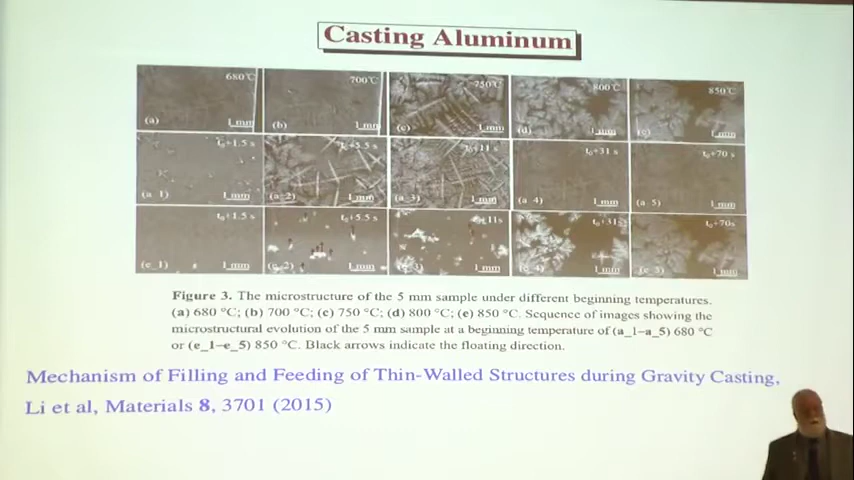 Casting Aluminum
680℃ 700℃ 750℃ 800℃ 850℃
(a) 1 mm (b) 1 mm (c) 1 mm (d) 1 mm 1 mm
t₀+1.5 s t₀+5.5 s t₀+11 s t₀+31 s t₀+70 s
(a_1) 1 mm (a_2) 1 mm (a_3) 1 mm (a_4) 1 mm (a_5) 1 mm
t₀+1.5 s t₀+5.5s t₀+11s t₀+31s t₀+70s
(e_1) 1 mm (e_2) 1 mm (e_3) 1 mm (e_4) 1 mm (e_5) 1 mm
Figure 3. The microstructure of the 5 mm sample under different beginning temperatures.
(a) 680 °C; (b) 700 °C; (c) 750 °C; (d) 800 °C; (e) 850 °C. Sequence of images showing the
microstructural evolution of the 5 mm sample at a beginning temperature of (a_1–a_5) 680 °C
or (e_1–e_5) 850 °C. Black arrows indicate the floating direction.
Mechanism of Filling and Feeding of Thin-Walled Structures during Gravity Casting,
Li et al, Materials 8, 3701 (2015)